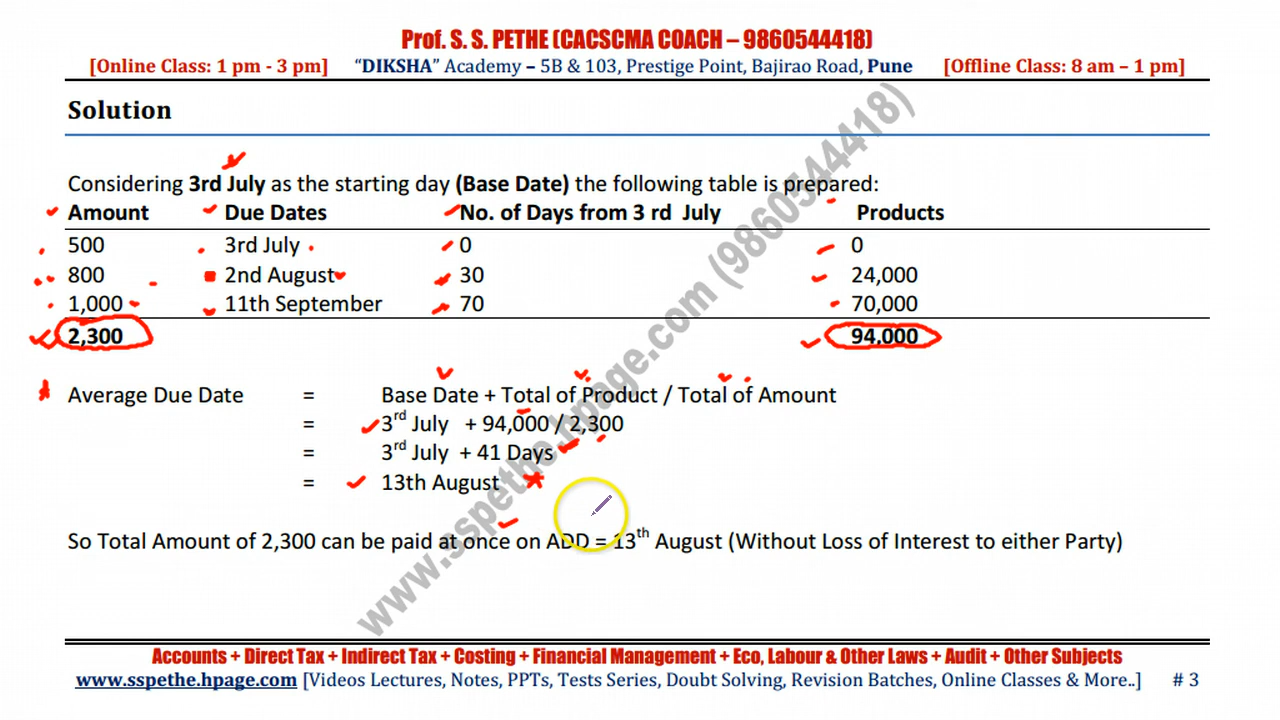 Prof. S. S. PETHE (CACSCMA COACH – 9860544418)
[Online Class: 1 pm - 3 pm] “DIKSHA” Academy – 5B & 103, Prestige Point, Bajirao Road, Pune [Offline Class: 8 am – 1 pm]
Solution
Considering 3rd July as the starting day (Base Date) the following table is prepared:
Amount Due Dates No. of Days from 3 rd July Products
500 3rd July 0 0
800 2nd August 30 24,000
1,000 11th September 70 70,000
2,300 94,000
Average Due Date = Base Date + Total of Product / Total of Amount
= 3rd July + 94,000 / 2,300
= 3rd July + 41 Days
= 13th August
So Total Amount of 2,300 can be paid at once on ADD = 13th August (Without Loss of Interest to either Party)
www.sspethe.hpage.com (9860544418)
Accounts + Direct Tax + Indirect Tax + Costing + Financial Management + Eco, Labour & Other Laws + Audit + Other Subjects
www.sspethe.hpage.com [Videos Lectures, Notes, PPTs, Tests Series, Doubt Solving, Revision Batches, Online Classes & More..] # 3